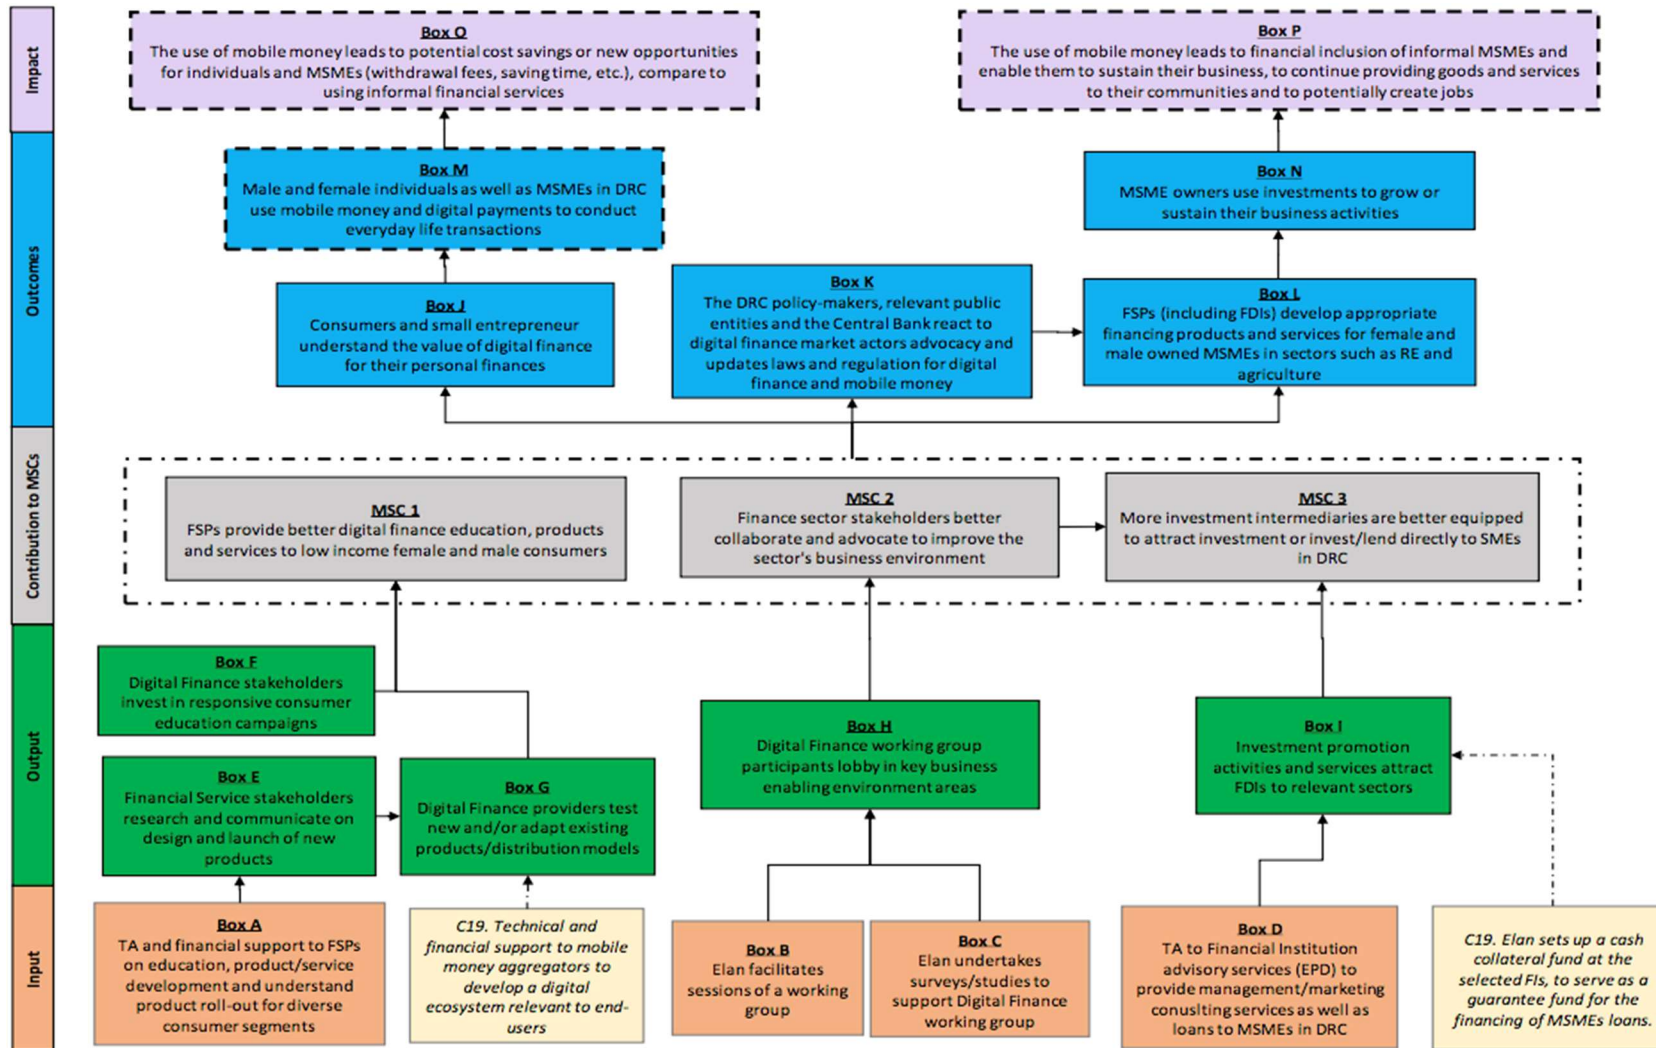 Impact
Box O
The use of mobile money leads to potential cost savings or new opportunities
for individuals and MSMEs (withdrawal fees, saving time, etc.), compare to
using informal financial services
Box P
The use of mobile money leads to financial inclusion of informal MSMEs and
enable them to sustain their business, to continue providing goods and services
to their communities and to potentially create jobs
Outcomes
Box M
Male and female individuals as well as MSMEs in DRC
use mobile money and digital payments to conduct
everyday life transactions
Box N
MSME owners use investments to grow or
sustain their business activities
Box J
Consumers and small entrepreneur
understand the value of digital finance
for their personal finances
Box K
The DRC policy-makers, relevant public
entities and the Central Bank react to
digital finance market actors advocacy and
updates laws and regulation for digital
finance and mobile money
Box L
FSPs (including FDIs) develop appropriate
financing products and services for female and
male owned MSMEs in sectors such as RE and
agriculture
Contribution to MSCs
MSC 1
FSPs provide better digital finance education, products
and services to low income female and male consumers
MSC 2
Finance sector stakeholders better
collaborate and advocate to improve the
sector's business environment
MSC 3
More investment intermediaries are better equipped
to attract investment or invest/lend directly to SMEs
in DRC
Output
Box F
Digital Finance stakeholders
invest in responsive consumer
education campaigns
Box E
Financial Service stakeholders
research and communicate on
design and launch of new
products
Box G
Digital Finance providers test
new and/or adapt existing
products/distribution models
Box H
Digital Finance working group
participants lobby in key business
enabling environment areas
Box I
Investment promotion
activities and services attract
FDIs to relevant sectors
Input
Box A
TA and financial support to FSPs
on education, product/service
development and understand
product roll-out for diverse
consumer segments
C19. Technical and
financial support to mobile
money aggregators to
develop a digital
ecosystem relevant to end-
users
Box B
Elan facilitates
sessions of a working
group
Box C
Elan undertakes
surveys/studies to
support Digital Finance
working group
Box D
TA to Financial Institution
advisory services (EPD) to
provide management/marketing
conuslting services as well as
loans to MSMEs in DRC
C19. Elan sets up a cash
collateral fund at the
selected FIs, to serve as a
guarantee fund for the
financing of MSMEs loans.